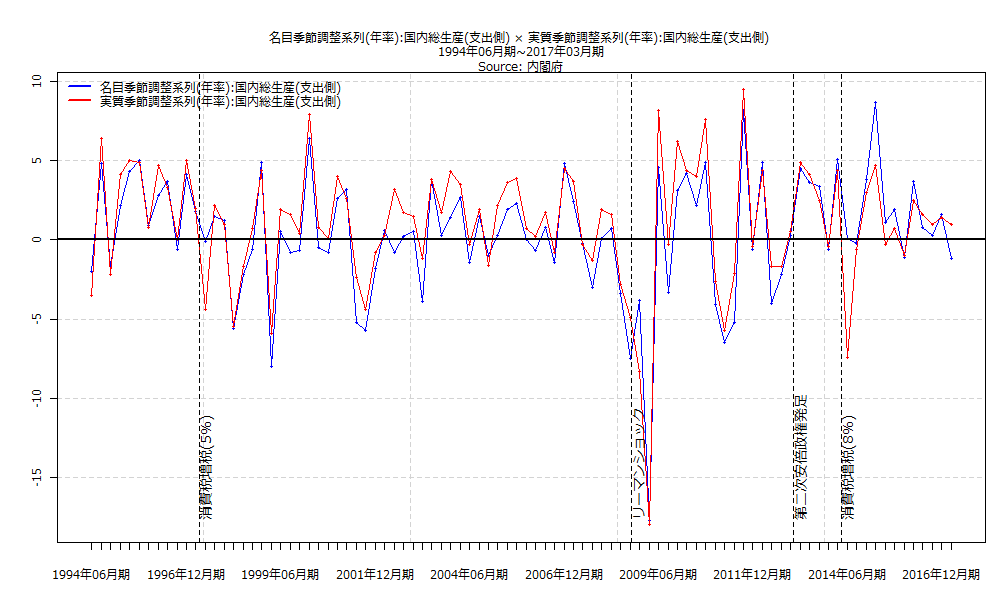 名目季節調整系列(年率):国内総生産(支出側) × 実質季節調整系列(年率):国内総生産(支出側)
1994年06月期~2017年03月期
Source: 内閣府
名目季節調整系列(年率):国内総生産(支出側)
実質季節調整系列(年率):国内総生産(支出側)
10
5
0
-5
-10
-15
消費税増税(5%)
リーマンショック
第二次安倍政権発足
消費税増税(8%)
1994年06月期 1996年12月期 1999年06月期 2001年12月期 2004年06月期 2006年12月期 2009年06月期 2011年12月期 2014年06月期 2016年12月期